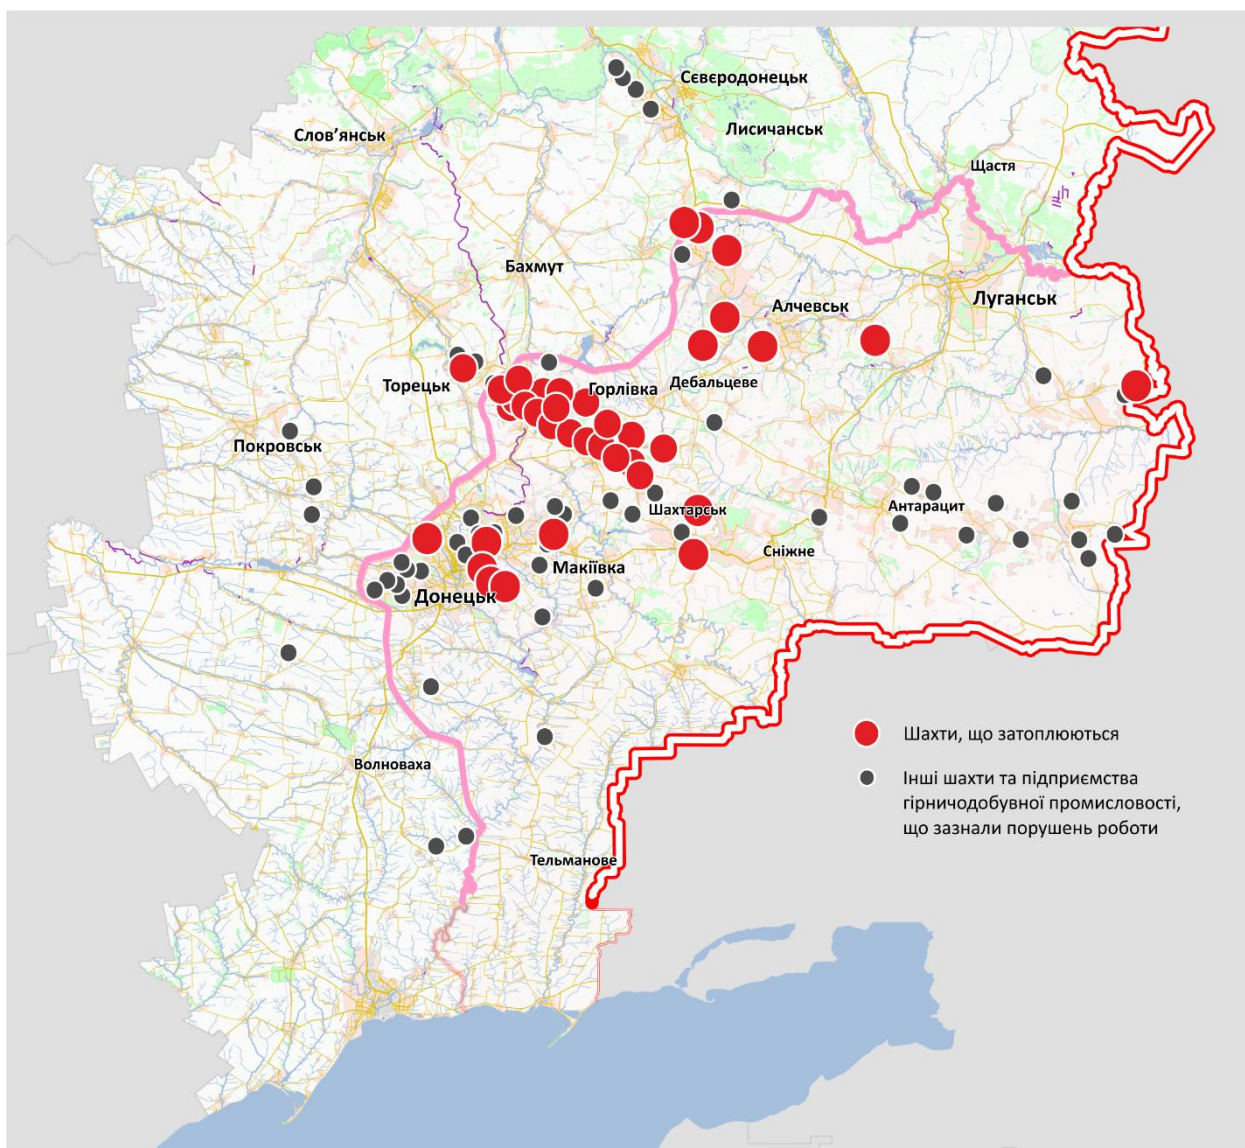 Сєвєродонецьк
Слов’янськ
Лисичанськ
Щастя
Бахмут
Луганськ
Алчевськ
Дебальцеве
Торецьк
Горлівка
Покровськ
Шахтарськ
Антарацит
Сніжне
Макіївка
Донецьк
Волноваха
Тельманове
Шахти, що затоплюються
Інші шахти та підприємства
гірничодобувної промисловості,
що зазнали порушень роботи